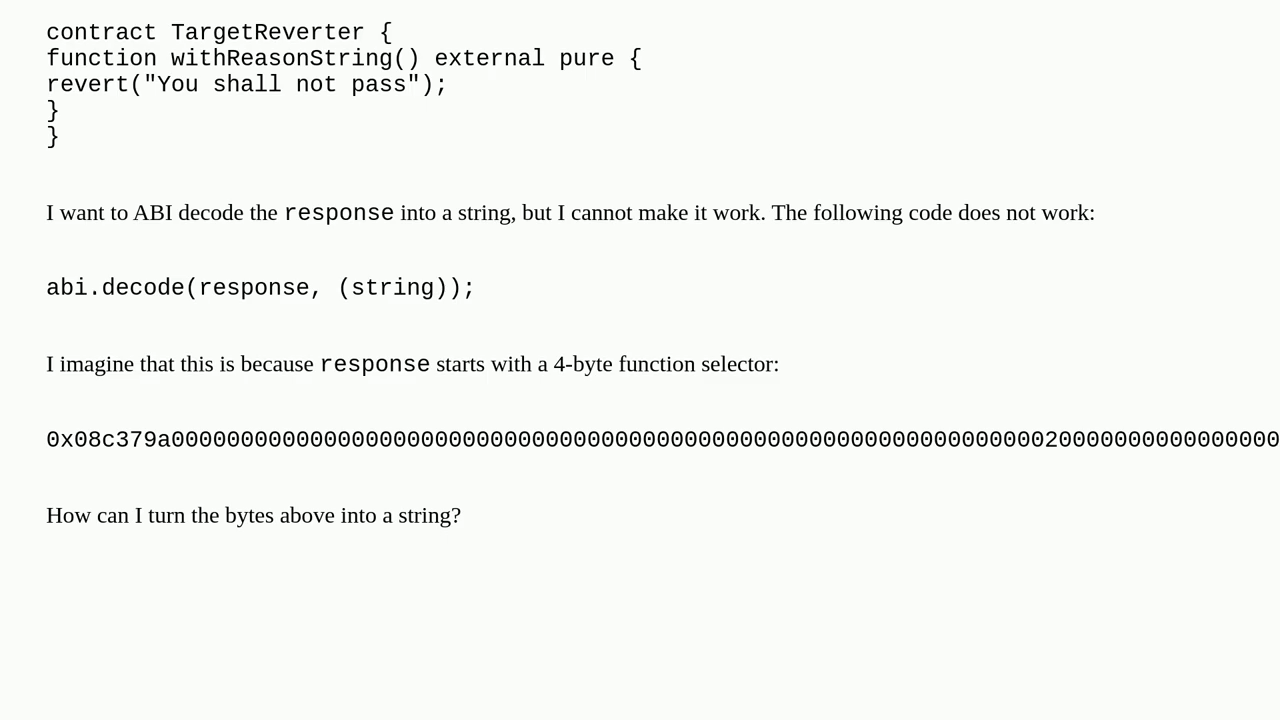 contract TargetReverter {
function withReasonString() external pure {
revert("You shall not pass");
}
}
I want to ABI decode the response into a string, but I cannot make it work. The following code does not work:
abi.decode(response, (string));
I imagine that this is because response starts with a 4-byte function selector:
0x08c379a00000000000000000000000000000000000000000000000000000000000000020000000000000000
How can I turn the bytes above into a string?